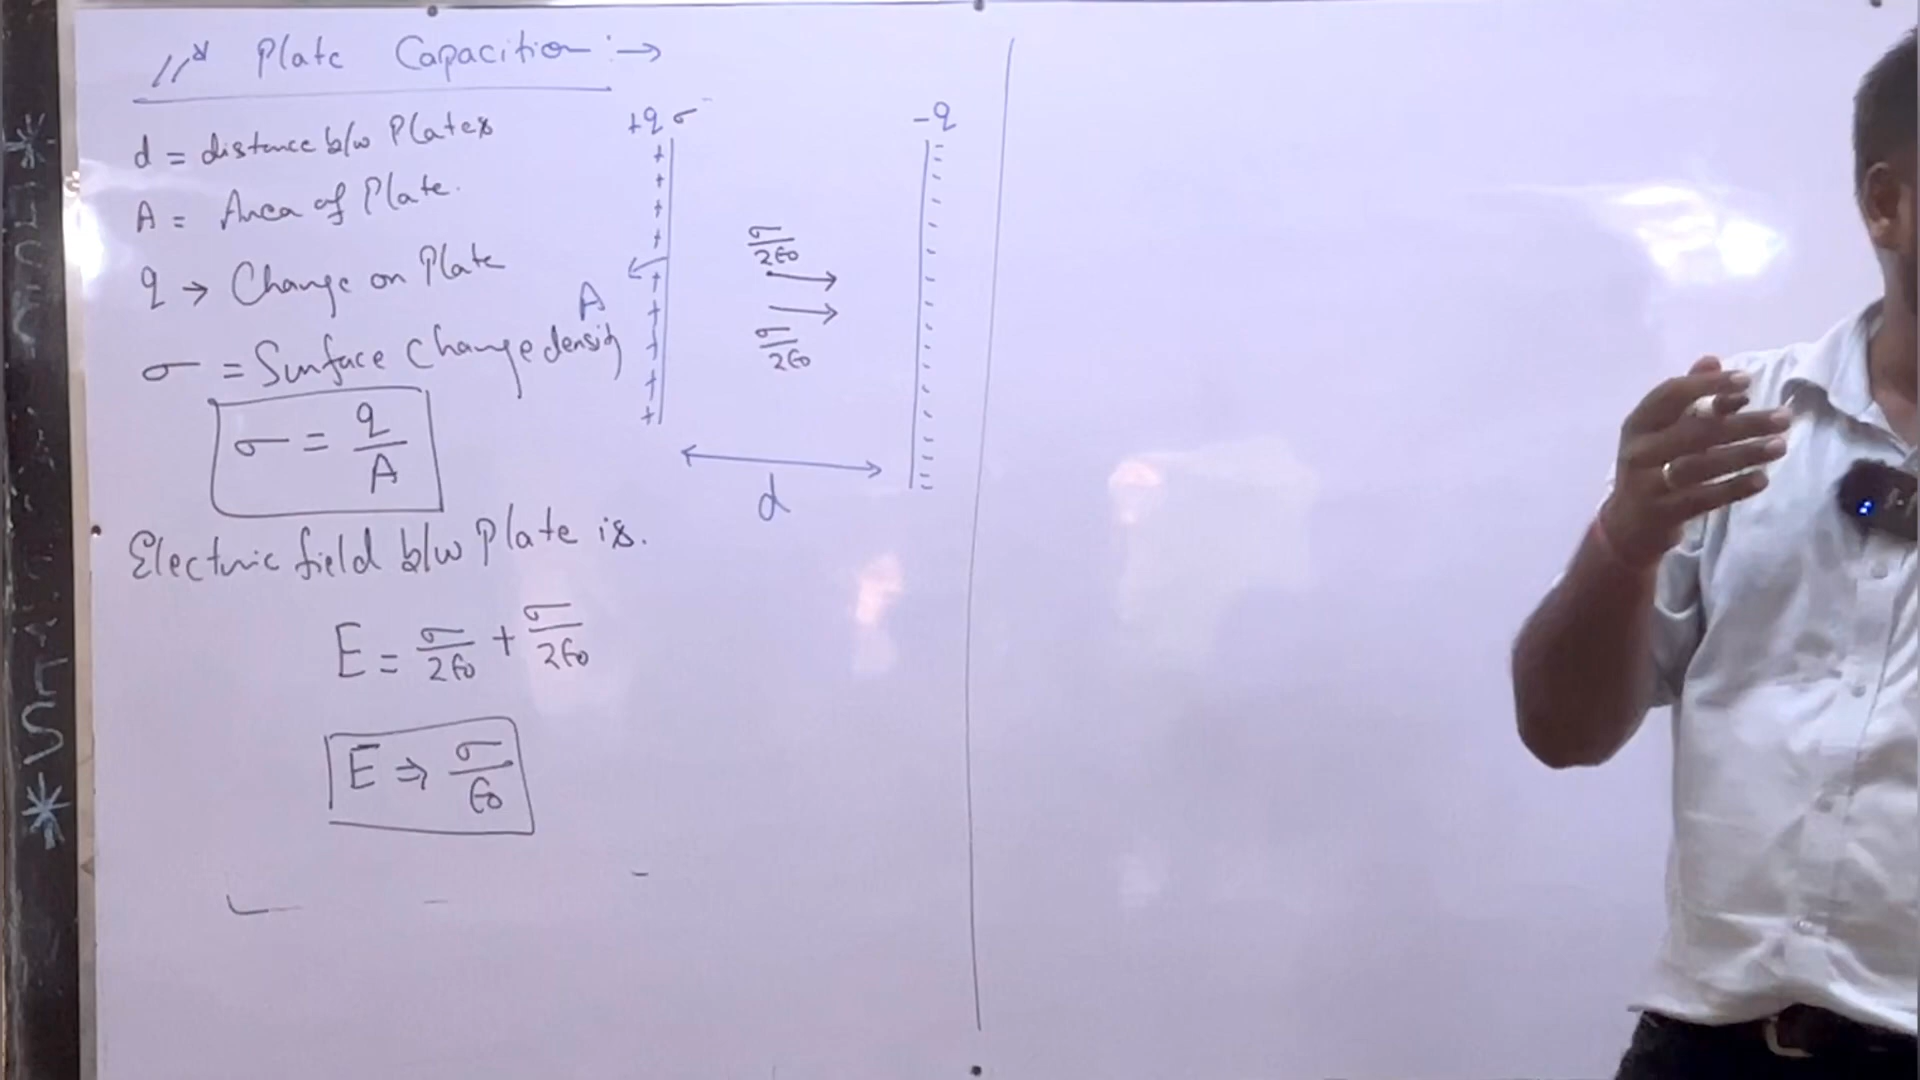 //ᵈ Plate Capacition :→
d = distance b/w Plates
A = Area of Plate.
q → Charge on Plate
σ = Surface Charge density
σ = q/A
Electric field b/w Plate is.
E = σ/2ε₀ + σ/2ε₀
E ⇒ σ/ε₀
+q σ
-q
+ + + + + + + + +
A
σ/2ε₀
σ/2ε₀
d